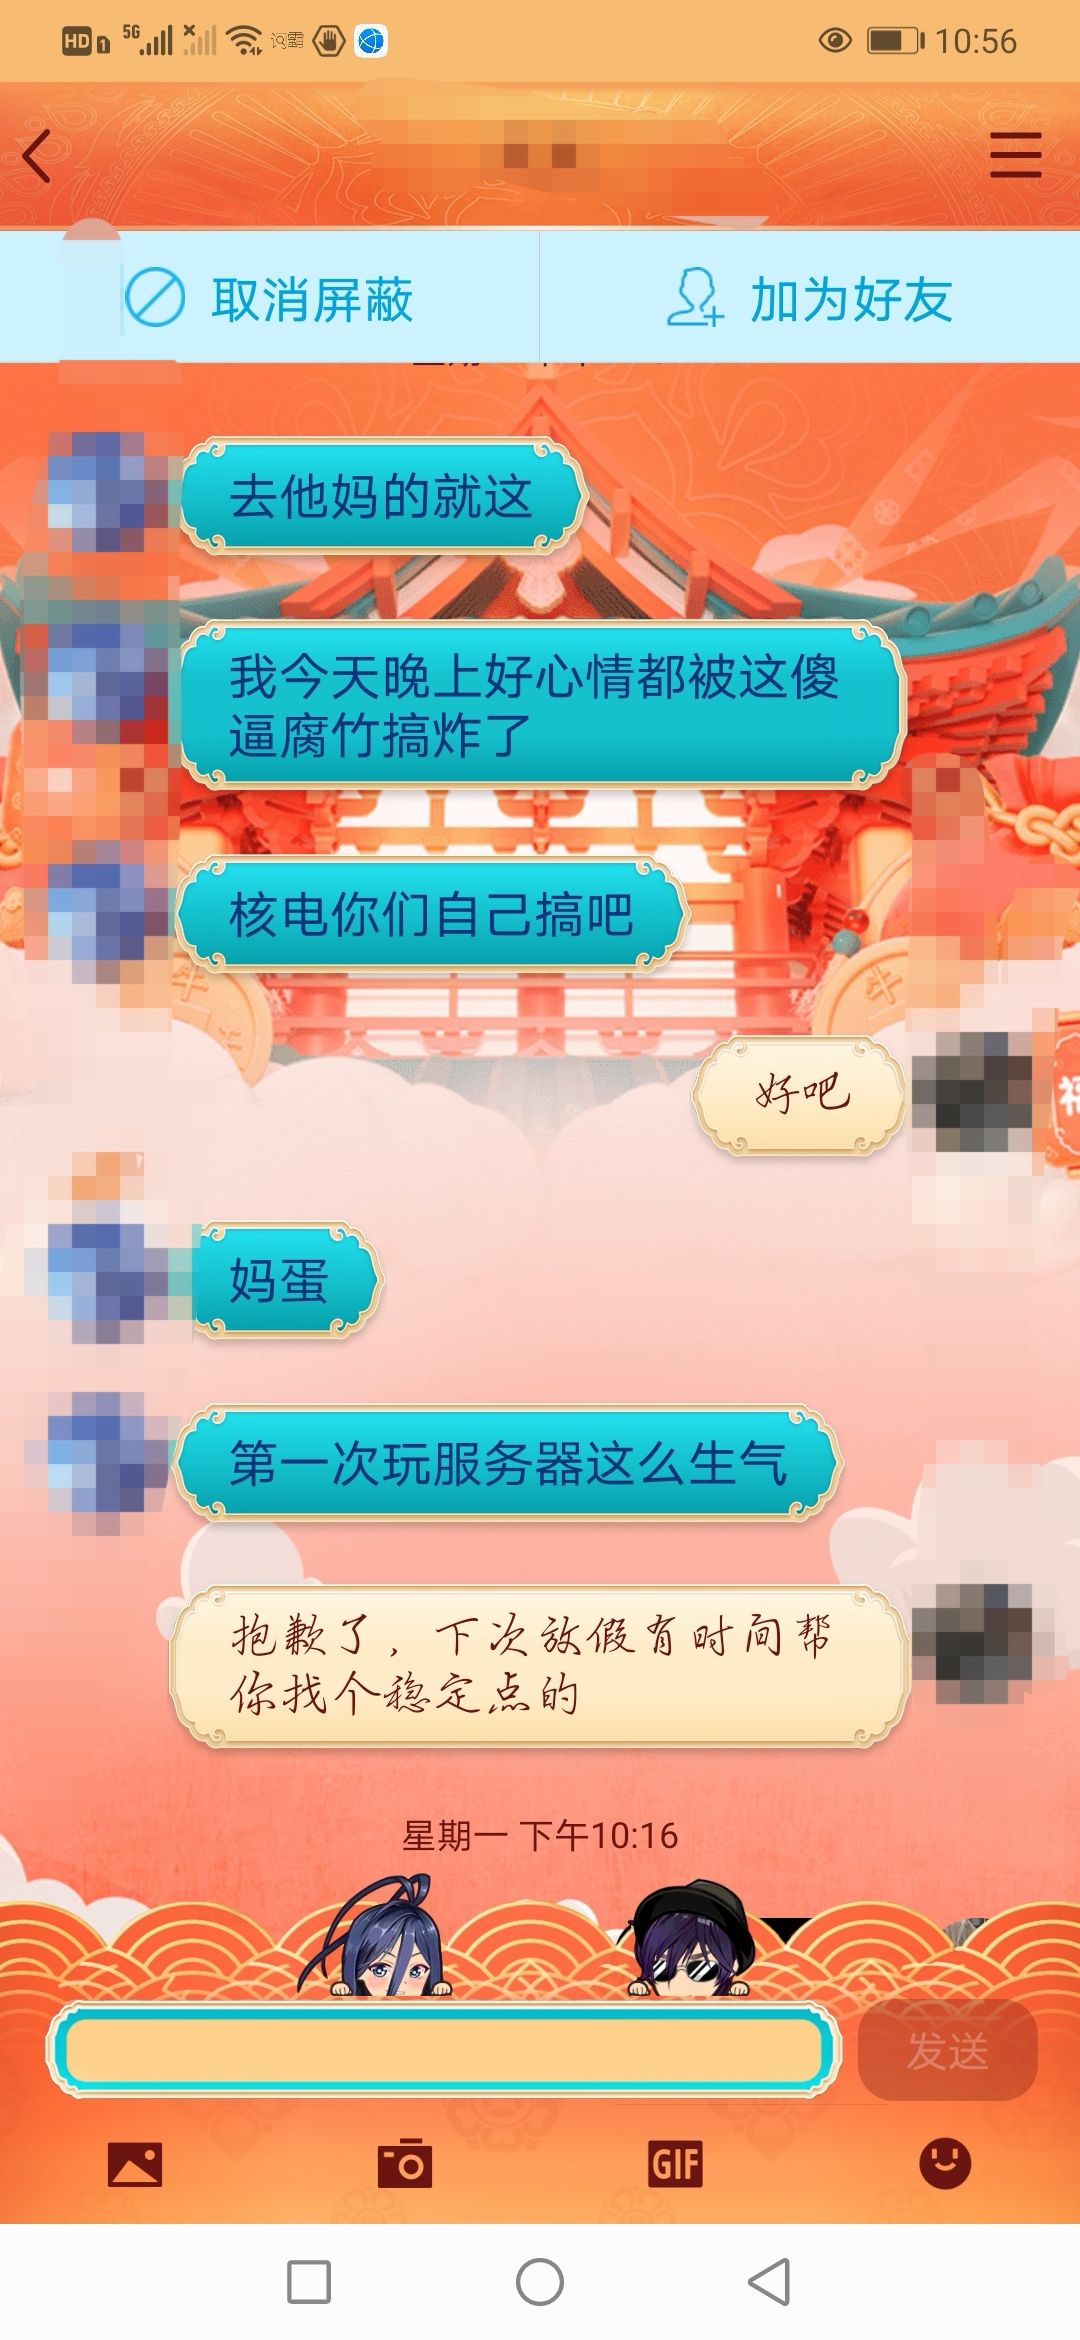 HD 1 5G 10:56
取消屏蔽 加为好友
去他妈的就这
我今天晚上好心情都被这傻
逼腐竹搞炸了
核电你们自己搞吧
好吧
妈蛋
第一次玩服务器这么生气
抱歉了，下次放假有时间帮
你找个稳定点的
星期一 下午10:16
发送
GIF